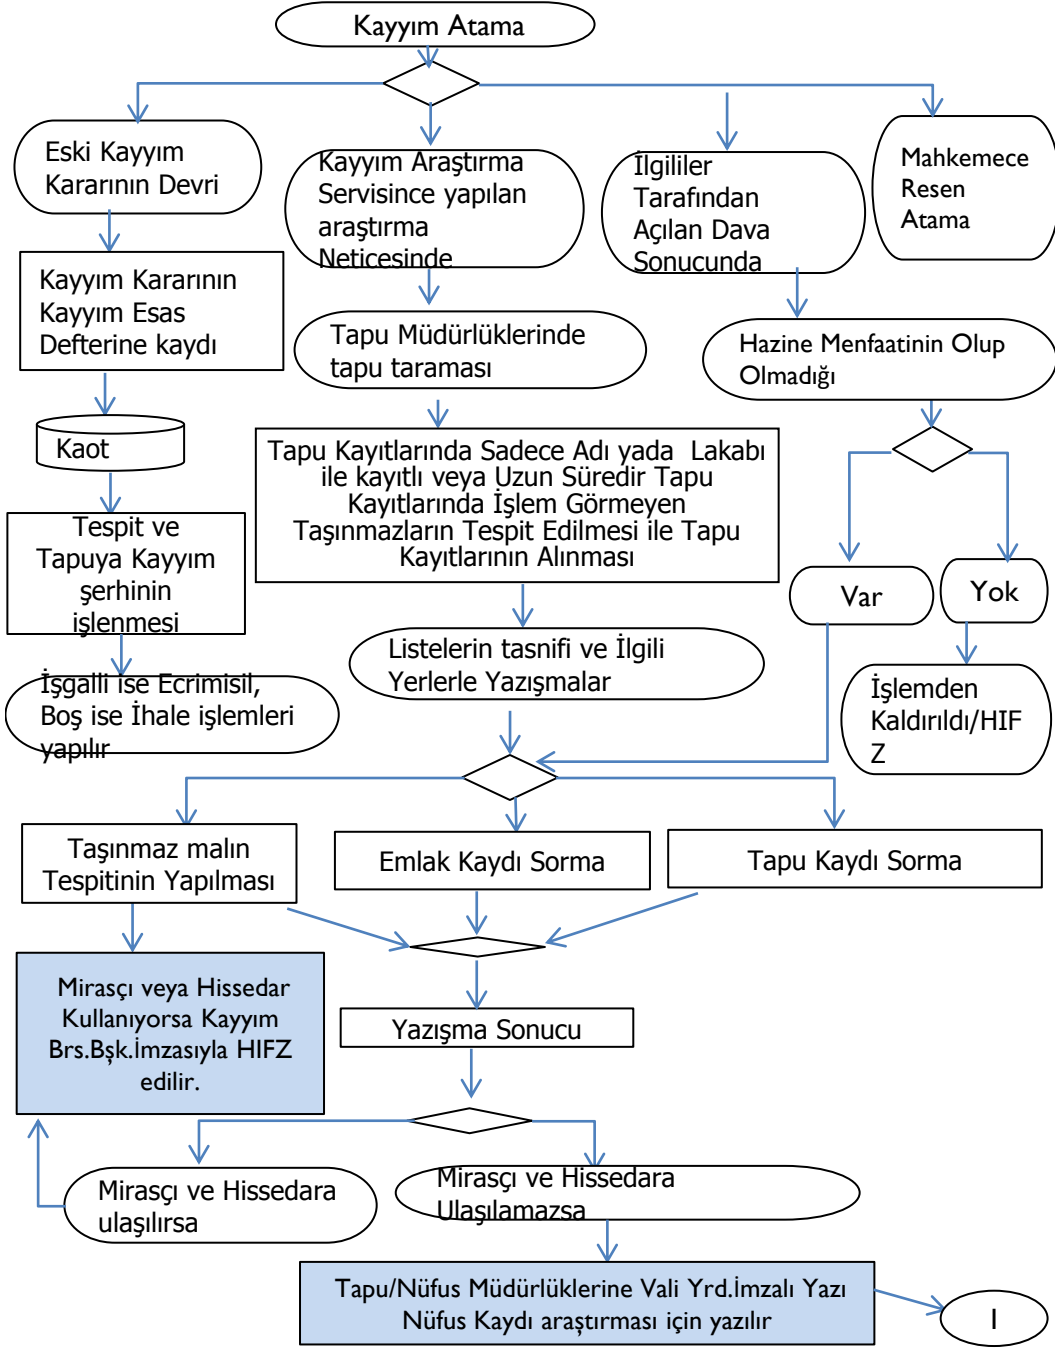 Kayyım Atama
Eski Kayyım
Kararının Devri
Kayyım Araştırma
Servisince yapılan
araştırma
Neticesinde
İlgililer
Tarafından
Açılan Dava
Sonucunda
Mahkemece
Resen
Atama
Kayyım Kararının
Kayyım Esas
Defterine kaydı
Tapu Müdürlüklerinde
tapu taraması
Hazine Menfaatinin Olup
Olmadığı
Kaot
Tapu Kayıtlarında Sadece Adı yada Lakabı
ile kayıtlı veya Uzun Süredir Tapu
Kayıtlarında İşlem Görmeyen
Taşınmazların Tespit Edilmesi ile Tapu
Kayıtlarının Alınması
Tespit ve
Tapuya Kayyım
şerhinin
işlenmesi
Var
Yok
Listelerin tasnifi ve İlgili
Yerlerle Yazışmalar
İşgalli ise Ecrimisil,
Boş ise İhale işlemleri
yapılır
İşlemden
Kaldırıldı/HIF
Z
Taşınmaz malın
Tespitinin Yapılması
Emlak Kaydı Sorma
Tapu Kaydı Sorma
Mirasçı veya Hissedar
Kullanıyorsa Kayyım
Brs.Bşk.İmzasıyla HIFZ
edilir.
Yazışma Sonucu
Mirasçı ve Hissedara
ulaşılırsa
Mirasçı ve Hissedara
Ulaşılamazsa
Tapu/Nüfus Müdürlüklerine Vali Yrd.İmzalı Yazı
Nüfus Kaydı araştırması için yazılır
I